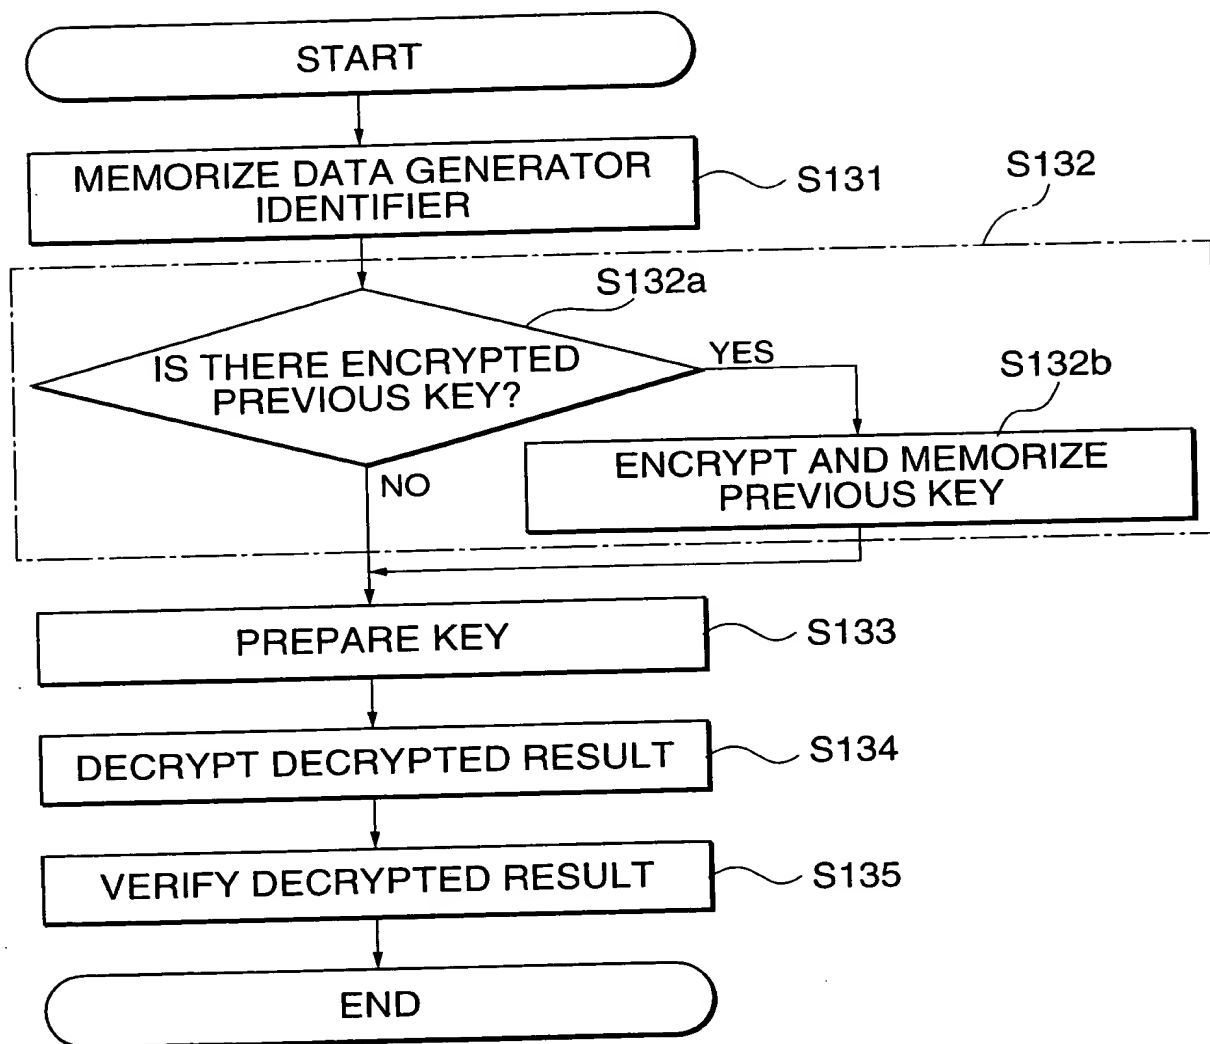 START
MEMORIZE DATA GENERATOR
IDENTIFIER
S131
S132
S132a
IS THERE ENCRYPTED
PREVIOUS KEY?
YES
S132b
ENCRYPT AND MEMORIZE
PREVIOUS KEY
NO
PREPARE KEY
S133
DECRYPT DECRYPTED RESULT
S134
VERIFY DECRYPTED RESULT
S135
END